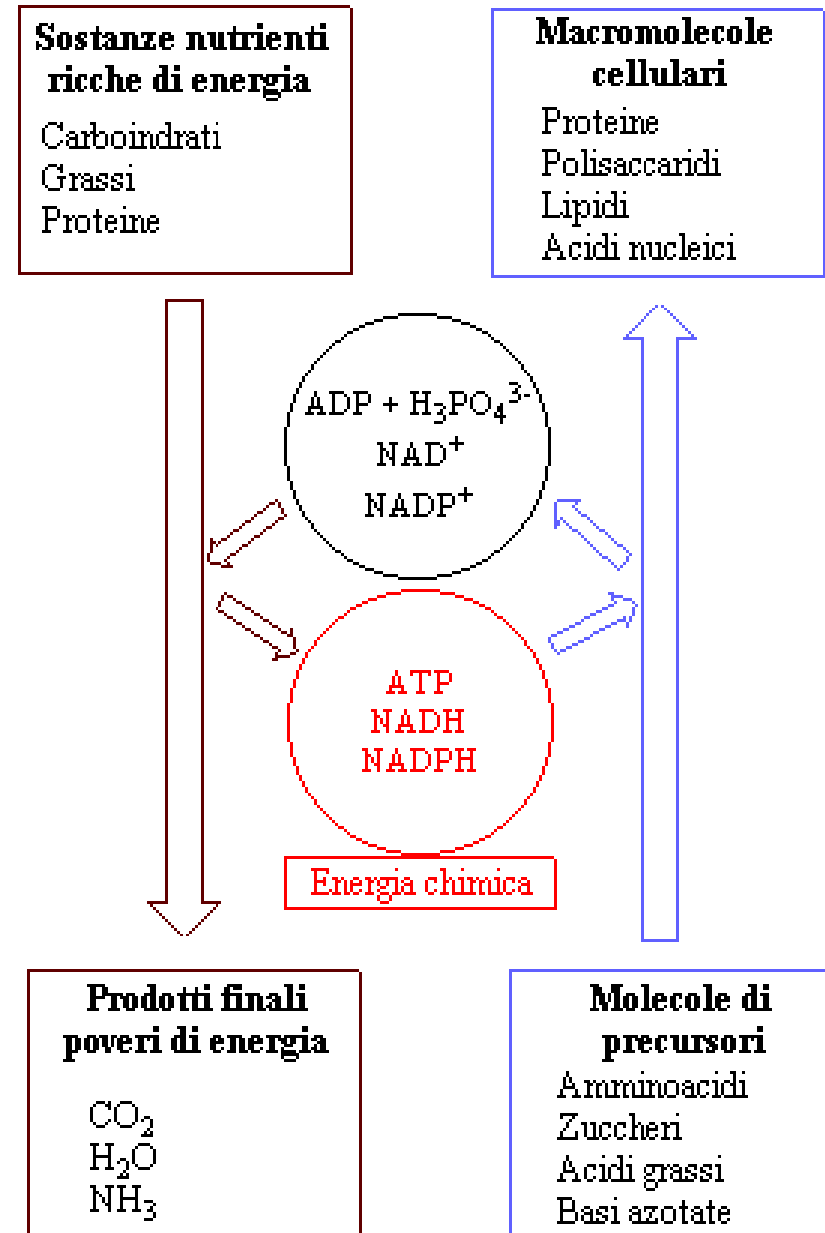 Sostanze nutrienti
ricche di energia
Carboindrati
Grassi
Proteine
Macromolecole
cellulari
Proteine
Polisaccaridi
Lipidi
Acidi nucleici
ADP + H₃PO₄³⁻
NAD⁺
NADP⁺
ATP
NADH
NADPH
Energia chimica
Prodotti finali
poveri di energia
CO₂
H₂O
NH₃
Molecole di
precursori
Amminoacidi
Zuccheri
Acidi grassi
Basi azotate